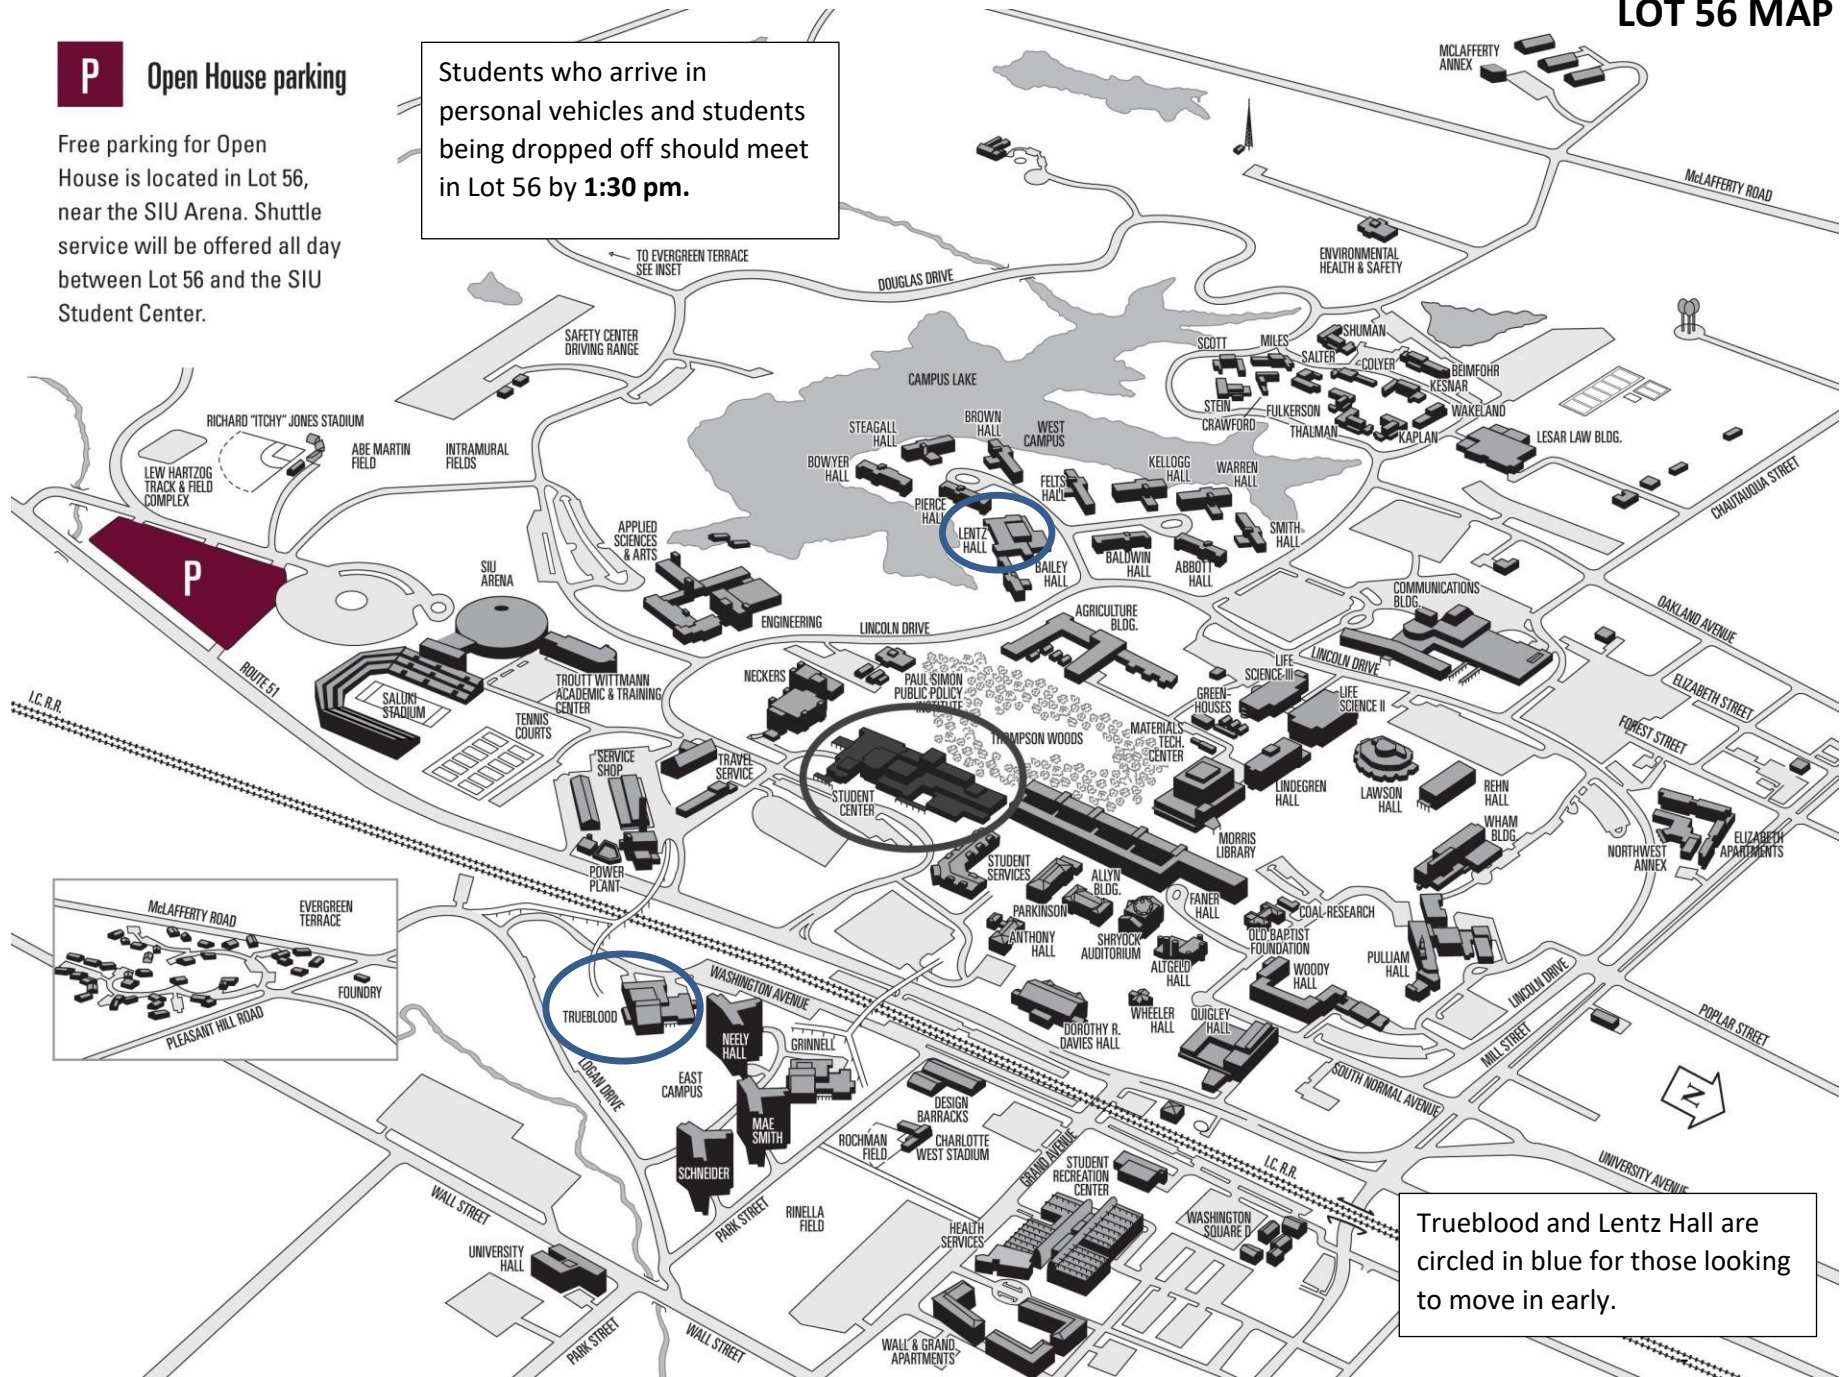 LOT 56 MAP
P
Open House parking
Free parking for Open
House is located in Lot 56,
near the SIU Arena. Shuttle
service will be offered all day
between Lot 56 and the SIU
Student Center.
Students who arrive in
personal vehicles and students
being dropped off should meet
in Lot 56 by 1:30 pm.
MCLAFFERTY
ANNEX
McLAFFERTY ROAD
ENVIRONMENTAL
HEALTH & SAFETY
TO EVERGREEN TERRACE
SEE INSET
DOUGLAS DRIVE
SAFETY CENTER
DRIVING RANGE
CAMPUS LAKE
SCOTT
MILES
SHUMAN
SALTER
COLYER
BEIMFOHR
KESNAR
STEIN
CRAWFORD
FULKERSON
THALMAN
KAPLAN
WAKELAND
LESAR LAW BLDG.
CHAUTAUQUA STREET
RICHARD "ITCHY" JONES STADIUM
ABE MARTIN
FIELD
INTRAMURAL
FIELDS
LEW HARTZOG
TRACK & FIELD
COMPLEX
STEAGALL
HALL
BROWN
HALL
WEST
CAMPUS
BOWYER
HALL
PIERCE
HALL
FELTS
HALL
KELLOGG
HALL
WARREN
HALL
LENTZ
HALL
BAILEY
HALL
BALDWIN
HALL
ABBOTT
HALL
SMITH
HALL
P
APPLIED
SCIENCES
& ARTS
SIU
ARENA
ENGINEERING
LINCOLN DRIVE
AGRICULTURE
BLDG.
COMMUNICATIONS
BLDG.
OAKLAND AVENUE
LINCOLN DRIVE
ELIZABETH STREET
FOREST STREET
ROUTE 51
I.C. R.R.
SALUKI
STADIUM
TROUTT WITTMANN
ACADEMIC & TRAINING
CENTER
TENNIS
COURTS
NECKERS
PAUL SIMON
PUBLIC POLICY
INSTITUTE
THOMPSON WOODS
GREEN-
HOUSES
LIFE
SCIENCE III
LIFE
SCIENCE II
MATERIALS
TECH.
CENTER
LINDEGREN
HALL
LAWSON
HALL
REHN
HALL
SERVICE
SHOP
TRAVEL
SERVICE
STUDENT
CENTER
MORRIS
LIBRARY
WHAM
BLDG.
NORTHWEST
ANNEX
ELIZABETH
APARTMENTS
POWER
PLANT
STUDENT
SERVICES
PARKINSON
ALLYN
BLDG.
FANER
HALL
COAL RESEARCH
OLD BAPTIST
FOUNDATION
ANTHONY
HALL
SHRYOCK
AUDITORIUM
ALTGELD
HALL
WOODY
HALL
PULLIAM
HALL
LINCOLN DRIVE
McLAFFERTY ROAD
EVERGREEN
TERRACE
FOUNDRY
PLEASANT HILL ROAD
TRUEBLOOD
WASHINGTON AVENUE
NEELY
HALL
GRINNELL
DOROTHY R.
DAVIES HALL
WHEELER
HALL
QUIGLEY
HALL
MILL STREET
POPLAR STREET
SOUTH NORMAL AVENUE
N
LOGAN DRIVE
EAST
CAMPUS
MAE
SMITH
SCHNEIDER
DESIGN
BARRACKS
ROCHMAN
FIELD
CHARLOTTE
WEST STADIUM
GRAND AVENUE
STUDENT
RECREATION
CENTER
I.C. R.R.
UNIVERSITY AVENUE
WALL STREET
PARK STREET
RINELLA
FIELD
HEALTH
SERVICES
WASHINGTON
SQUARE D
UNIVERSITY
HALL
PARK STREET
WALL STREET
WALL & GRAND
APARTMENTS
Trueblood and Lentz Hall are
circled in blue for those looking
to move in early.